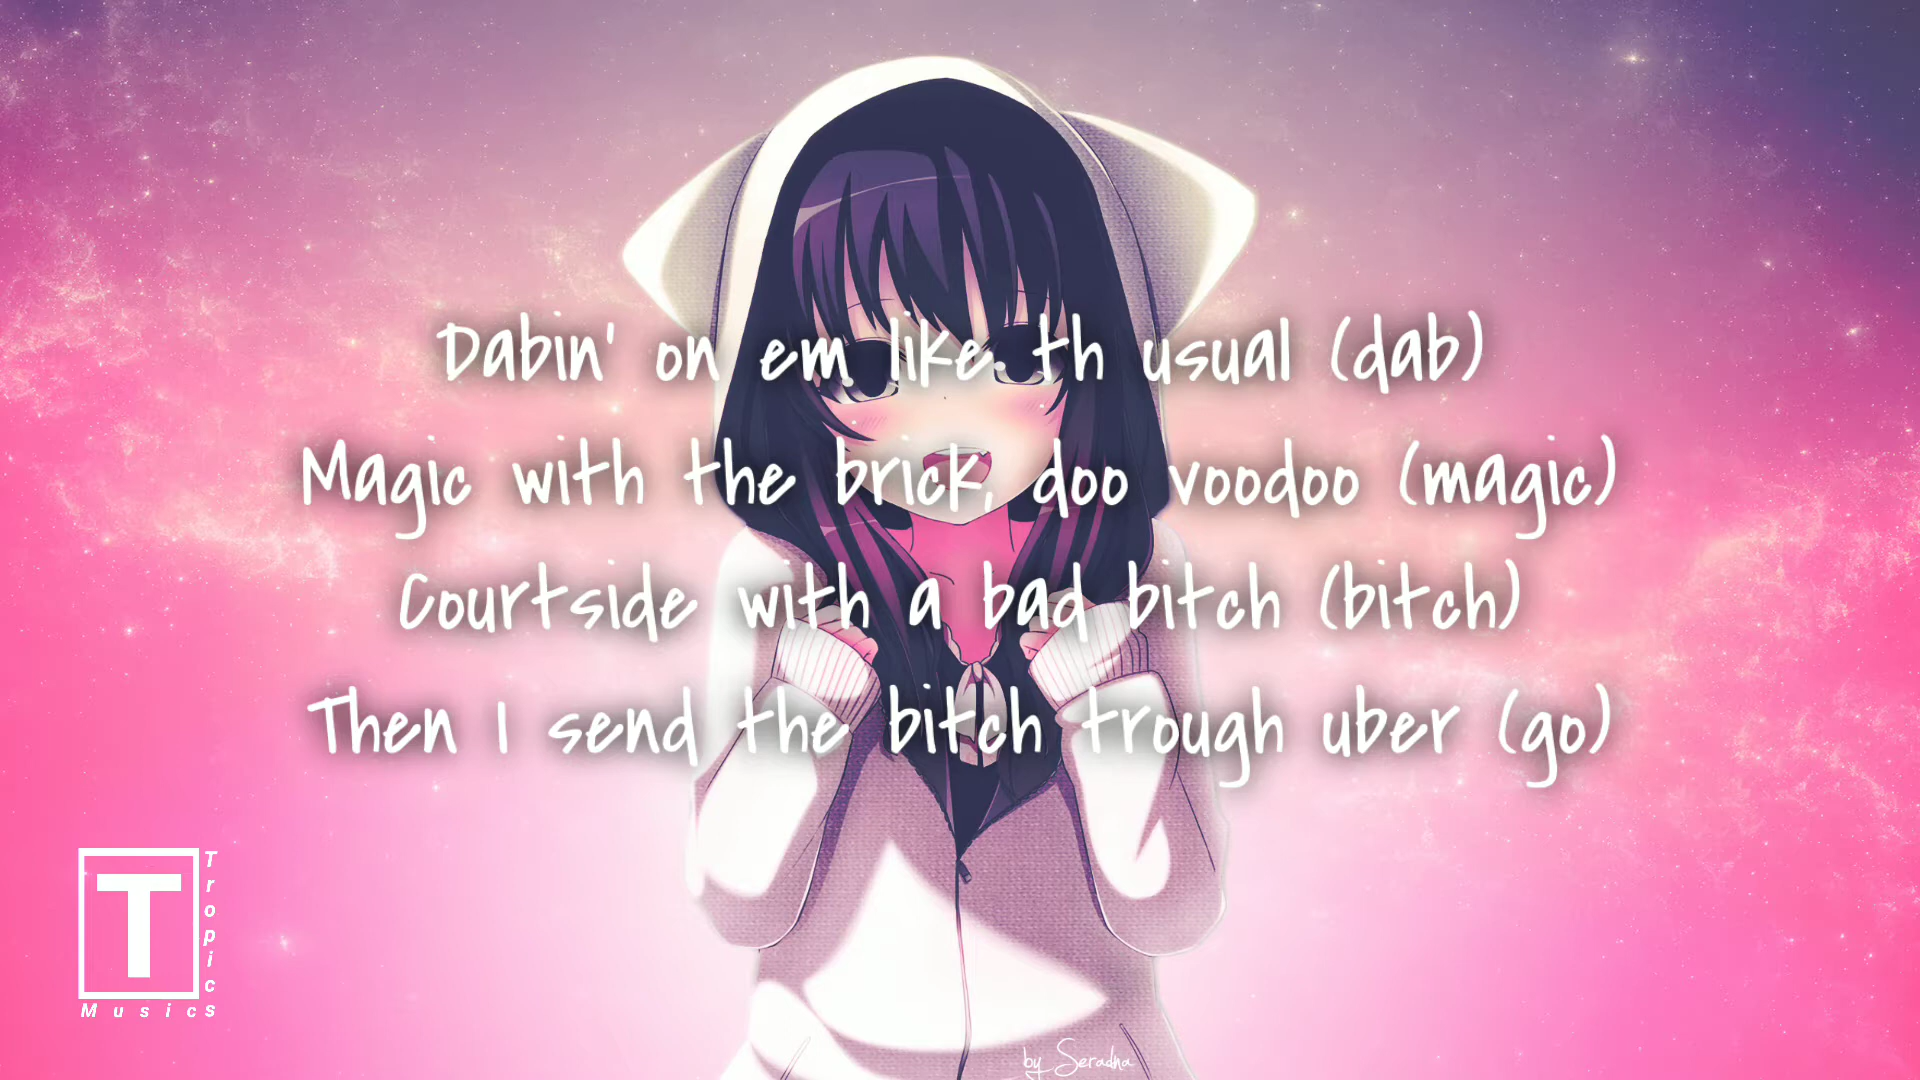 Dabin' on em like th usual (dab)
Magic with the brick, doo voodoo (magic)
Courtside with a bad bitch (bitch)
Then I send the bitch trough uber (go)
T
Tropics
Musics
by Seradna